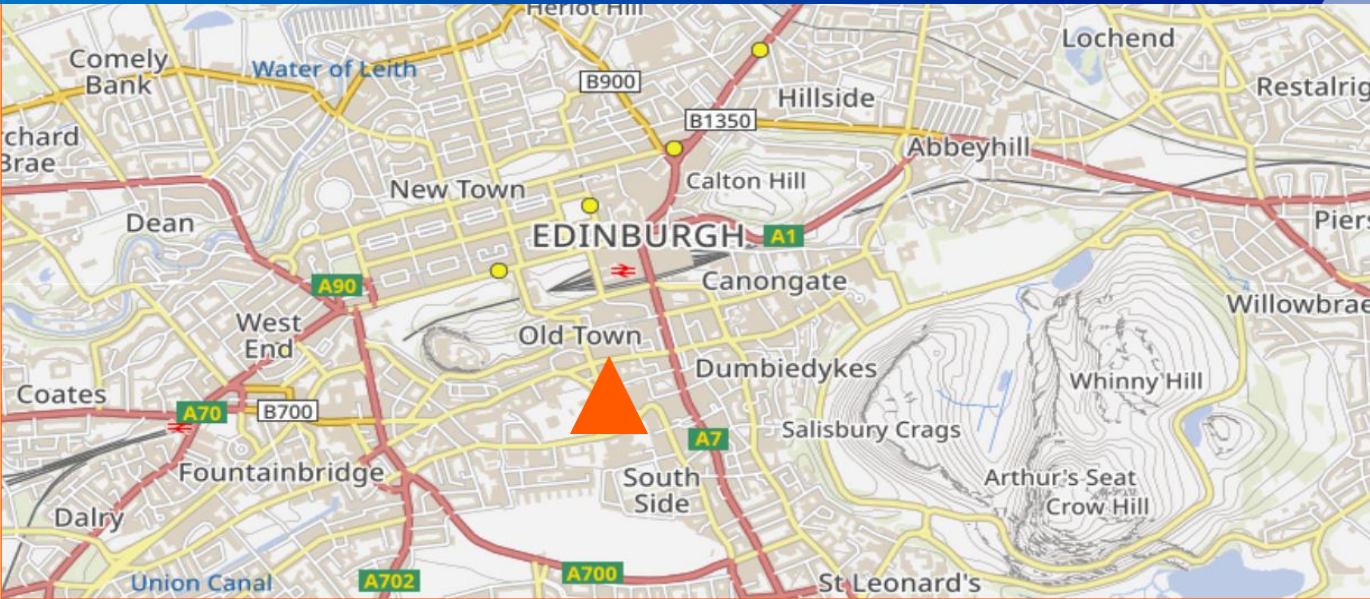 Heriot Hill
Lochend
Comely
Bank
Water of Leith
B900
Restalrig
Hillside
B1350
chard
Brae
Abbeyhill
New Town
Calton Hill
Dean
Piers
EDINBURGH
A1
A90
Canongate
Willowbrae
West
End
Old Town
Dumbiedykes
Whinny Hill
Coates
A70
B700
Salisbury Crags
A7
Fountainbridge
South
Side
Arthur's Seat
Crow Hill
Dalry
Union Canal
A702
A700
St Leonard's